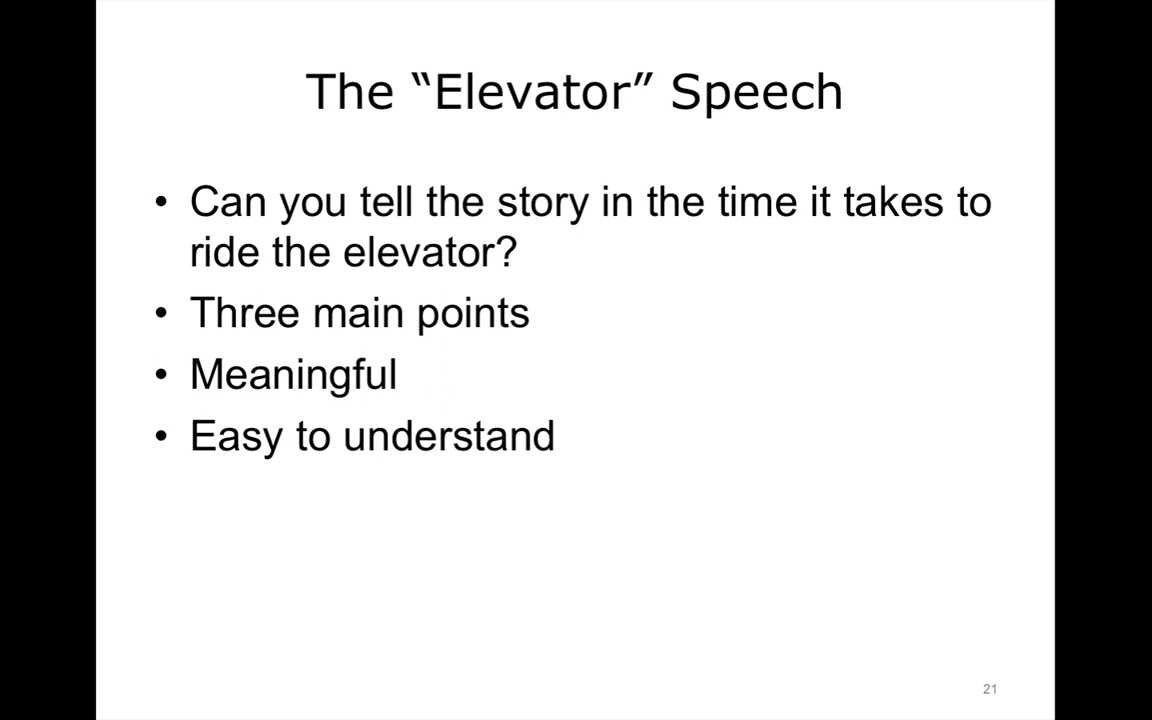 The “Elevator” Speech
• Can you tell the story in the time it takes to
ride the elevator?
• Three main points
• Meaningful
• Easy to understand
21